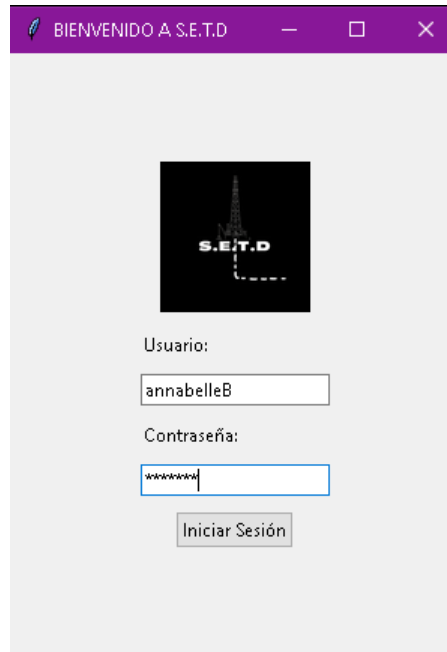 BIENVENIDO A S.E.T.D
S.E.T.D
Usuario:
annabelleB
Contraseña:
*******
Iniciar Sesión